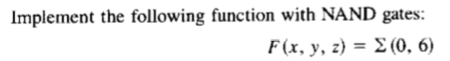 Implement the following function with NAND gates:
F(x, y, z) = Σ(0, 6)